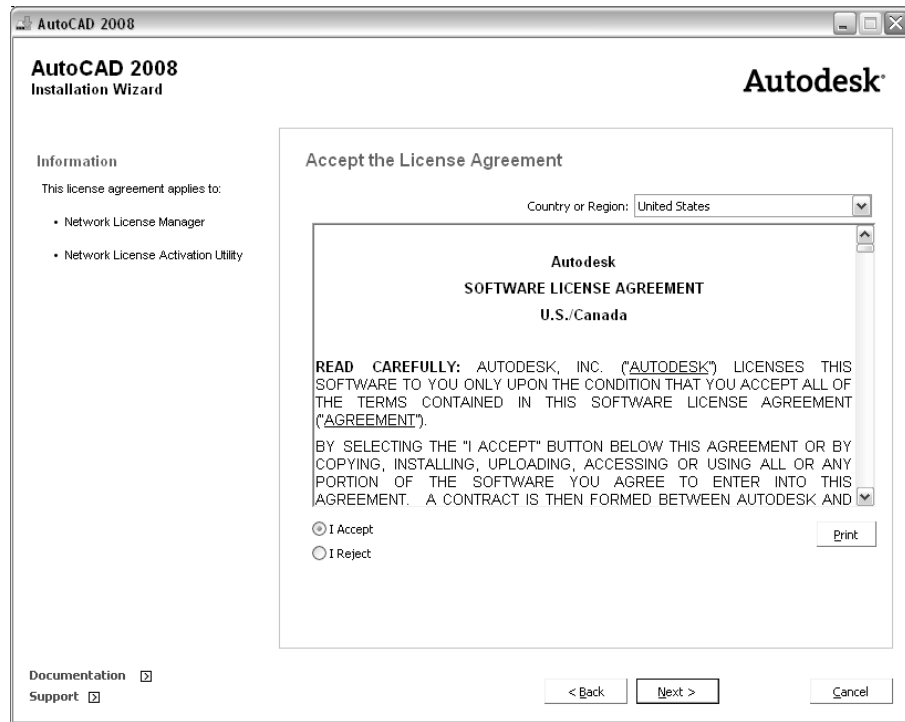 AutoCAD 2008
AutoCAD 2008
Installation Wizard
Autodesk
Information
This license agreement applies to:
• Network License Manager
• Network License Activation Utility
Accept the License Agreement
Country or Region: United States
Autodesk
SOFTWARE LICENSE AGREEMENT
U.S./Canada
READ CAREFULLY: AUTODESK, INC. ("AUTODESK") LICENSES THIS
SOFTWARE TO YOU ONLY UPON THE CONDITION THAT YOU ACCEPT ALL OF
THE TERMS CONTAINED IN THIS SOFTWARE LICENSE AGREEMENT
("AGREEMENT").
BY SELECTING THE "I ACCEPT" BUTTON BELOW THIS AGREEMENT OR BY
COPYING, INSTALLING, UPLOADING, ACCESSING OR USING ALL OR ANY
PORTION OF THE SOFTWARE YOU AGREE TO ENTER INTO THIS
AGREEMENT. A CONTRACT IS THEN FORMED BETWEEN AUTODESK AND
I Accept
Print
I Reject
Documentation
Support
< Back
Next >
Cancel